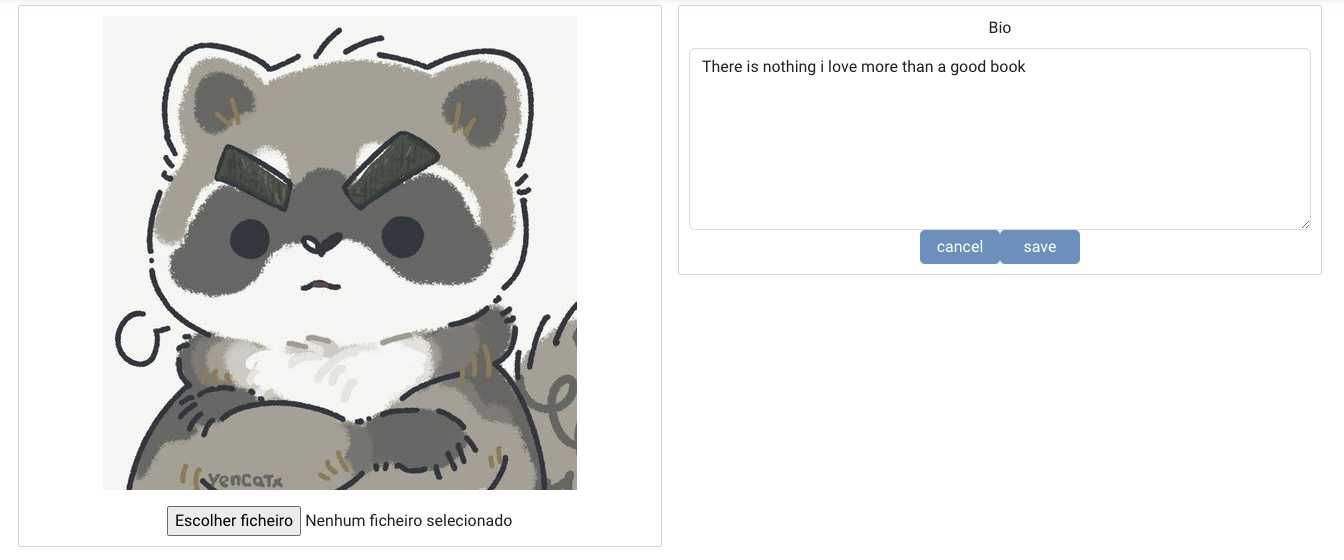 Bio
There is nothing i love more than a good book
cancel save
YenCaTx
Escolher ficheiro Nenhum ficheiro selecionado